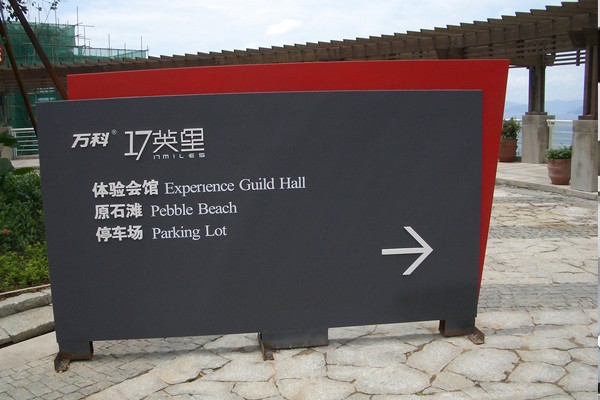 万科® 17英里
17MILES
体验会馆 Experience Guild Hall
原石滩 Pebble Beach
停车场 Parking Lot